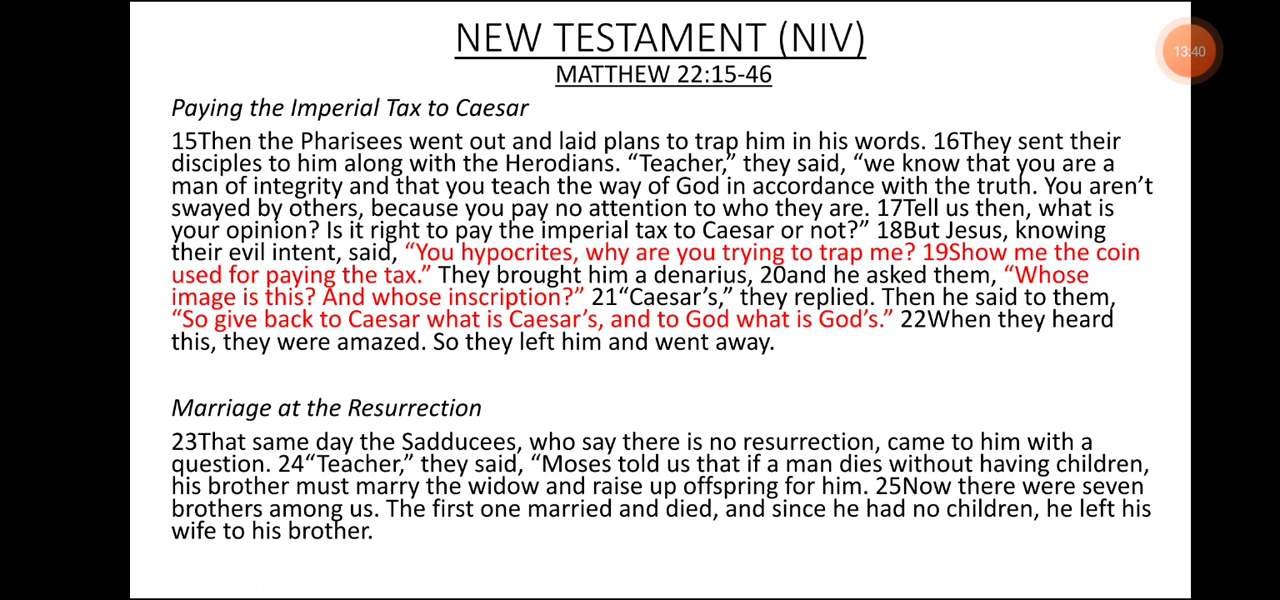 NEW TESTAMENT (NIV)
13:40
MATTHEW 22:15-46
Paying the Imperial Tax to Caesar
15Then the Pharisees went out and laid plans to trap him in his words. 16They sent their
disciples to him along with the Herodians. “Teacher,” they said, “we know that you are a
man of integrity and that you teach the way of God in accordance with the truth. You aren’t
swayed by others, because you pay no attention to who they are. 17Tell us then, what is
your opinion? Is it right to pay the imperial tax to Caesar or not?” 18But Jesus, knowing
their evil intent, said, “You hypocrites, why are you trying to trap me? 19Show me the coin
used for paying the tax.” They brought him a denarius, 20and he asked them, “Whose
image is this? And whose inscription?” 21“Caesar’s,” they replied. Then he said to them,
“So give back to Caesar what is Caesar’s, and to God what is God’s.” 22When they heard
this, they were amazed. So they left him and went away.
Marriage at the Resurrection
23That same day the Sadducees, who say there is no resurrection, came to him with a
question. 24“Teacher,” they said, “Moses told us that if a man dies without having children,
his brother must marry the widow and raise up offspring for him. 25Now there were seven
brothers among us. The first one married and died, and since he had no children, he left his
wife to his brother.